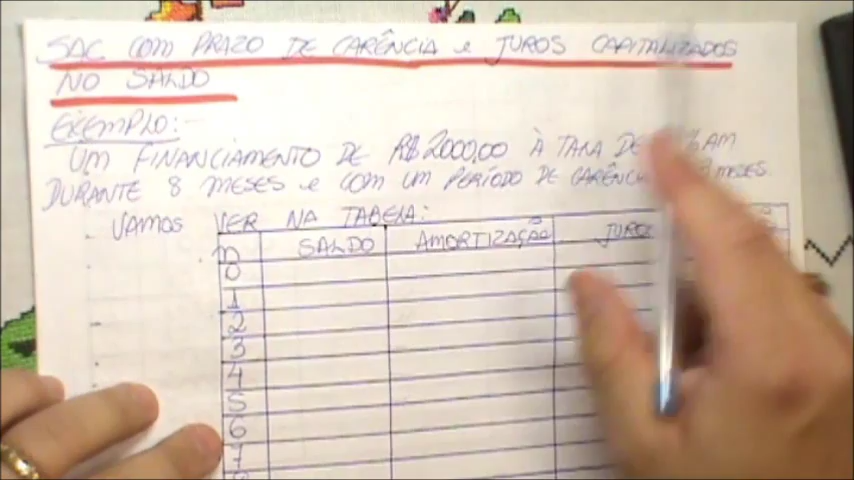 SAC COM PRAZO DE CARÊNCIA e JUROS CAPITALIZADOS
NO SALDO
EXEMPLO:
UM FINANCIAMENTO DE R$ 2000,00 À TAXA DE % AM
DURANTE 8 MESES e COM UM PERÍODO DE CARÊNCIA MESES.
VAMOS VER NA TABELA:
n SALDO AMORTIZAÇÃO JUROS
0
1
2
3
4
5
6
7